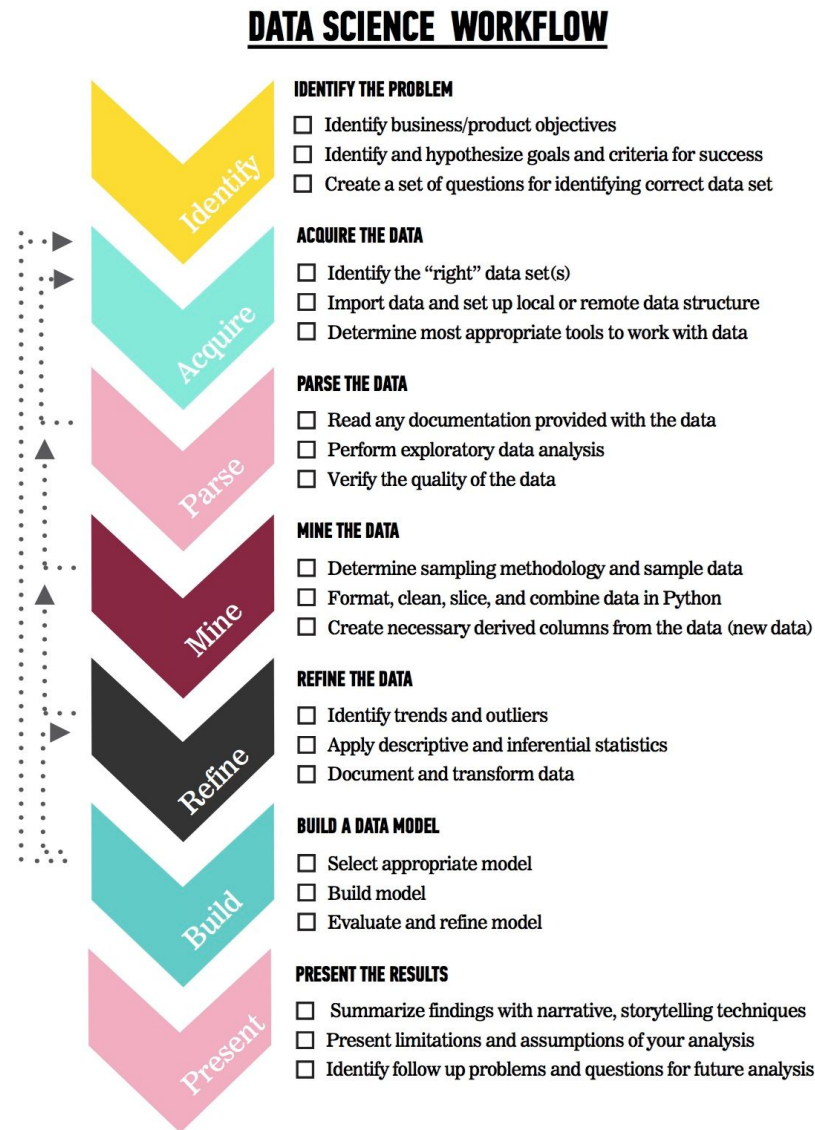 DATA SCIENCE WORKFLOW
Identify
IDENTIFY THE PROBLEM
Identify business/product objectives
Identify and hypothesize goals and criteria for success
Create a set of questions for identifying correct data set
Acquire
ACQUIRE THE DATA
Identify the “right” data set(s)
Import data and set up local or remote data structure
Determine most appropriate tools to work with data
Parse
PARSE THE DATA
Read any documentation provided with the data
Perform exploratory data analysis
Verify the quality of the data
Mine
MINE THE DATA
Determine sampling methodology and sample data
Format, clean, slice, and combine data in Python
Create necessary derived columns from the data (new data)
Refine
REFINE THE DATA
Identify trends and outliers
Apply descriptive and inferential statistics
Document and transform data
Build
BUILD A DATA MODEL
Select appropriate model
Build model
Evaluate and refine model
Present
PRESENT THE RESULTS
Summarize findings with narrative, storytelling techniques
Present limitations and assumptions of your analysis
Identify follow up problems and questions for future analysis